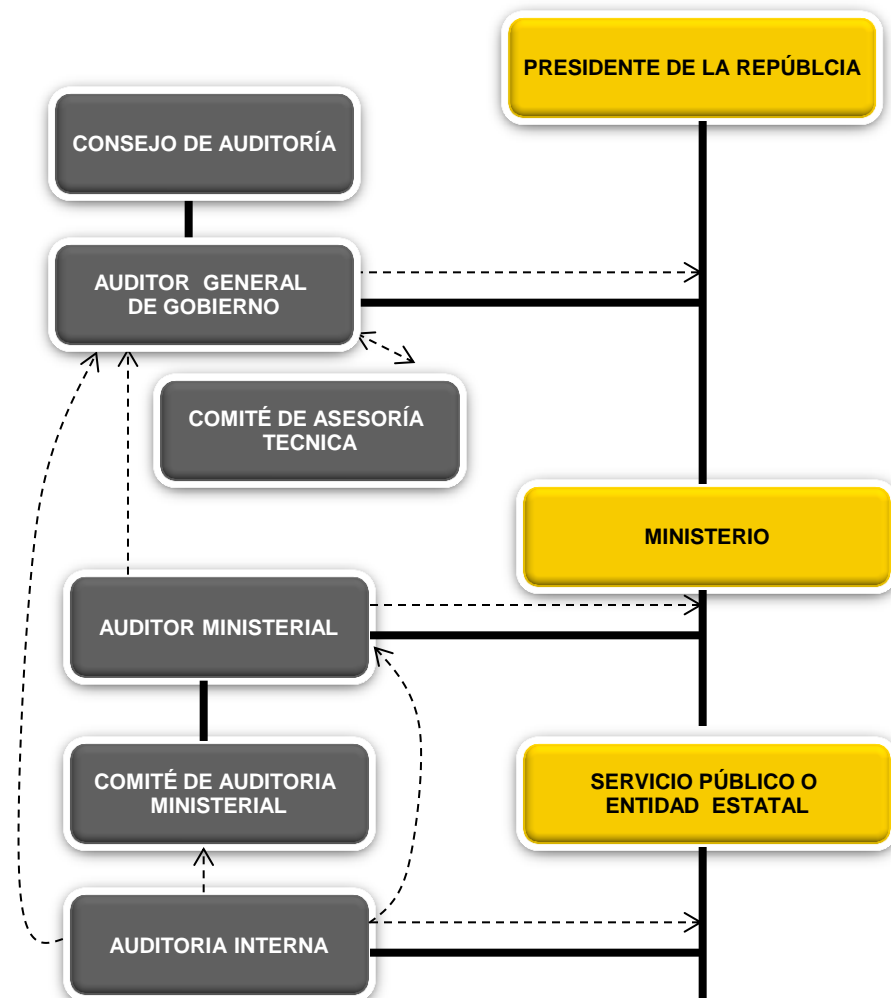 PRESIDENTE DE LA REPÚBLCIA
CONSEJO DE AUDITORÍA
AUDITOR GENERAL
DE GOBIERNO
COMITÉ DE ASESORÍA
TECNICA
MINISTERIO
AUDITOR MINISTERIAL
COMITÉ DE AUDITORIA
MINISTERIAL
SERVICIO PÚBLICO O
ENTIDAD ESTATAL
AUDITORIA INTERNA